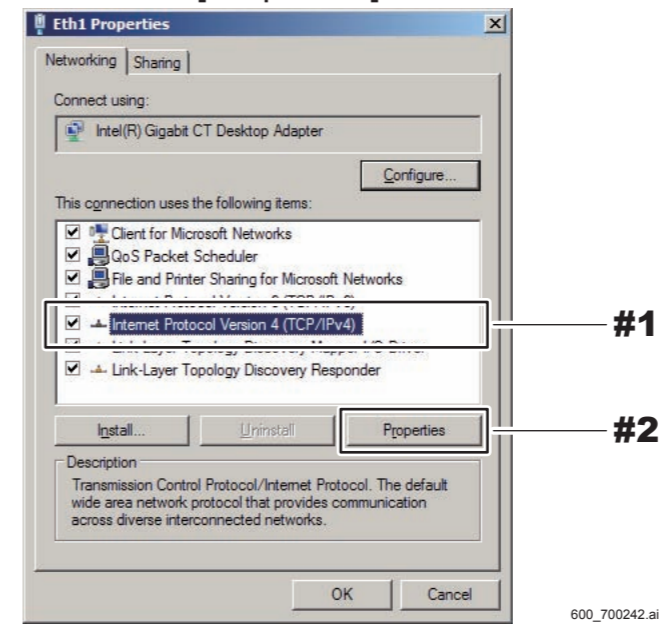 Eth1 Properties
Networking Sharing
Connect using:
Intel(R) Gigabit CT Desktop Adapter
Configure...
This connection uses the following items:
Client for Microsoft Networks
QoS Packet Scheduler
File and Printer Sharing for Microsoft Networks
Internet Protocol Version 4 (TCP/IPv4)
#1
Link-Layer Topology Discovery Responder
Install... Uninstall Properties
#2
Description
Transmission Control Protocol/Internet Protocol. The default
wide area network protocol that provides communication
across diverse interconnected networks.
OK Cancel
600_700242.ai